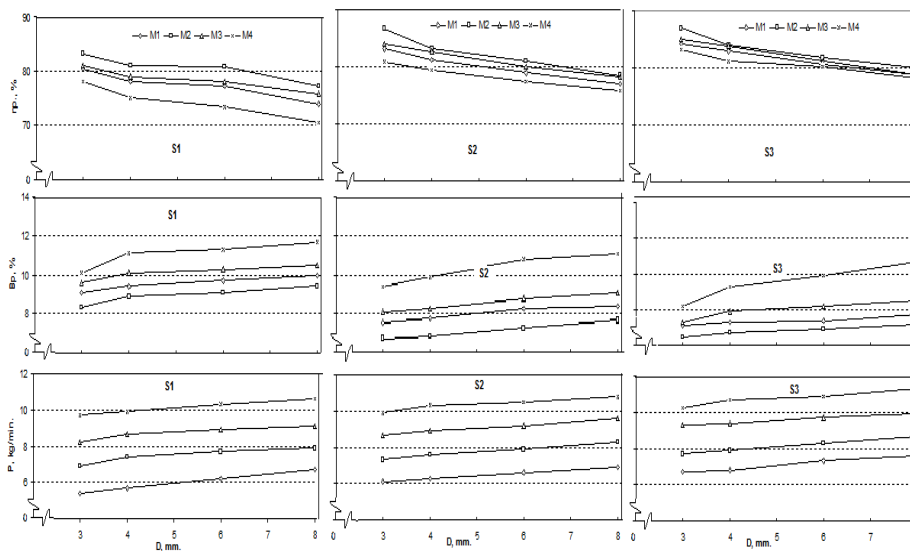 90
80
70
0
ηp., %
M1 M2 M3 M4
S1
M1 M2 M3 M4
S2
M1 M2 M3 M4
S3
14
12
10
8
0
Bp., %
S1
S2
S3
12
10
8
6
0
P, kg/min.
S1
S2
S3
3 4 5 6 7 8
D, mm.
0 3 4 5 6 7 8
D, mm.
0 3 4 5 6 7 8
D, mm.